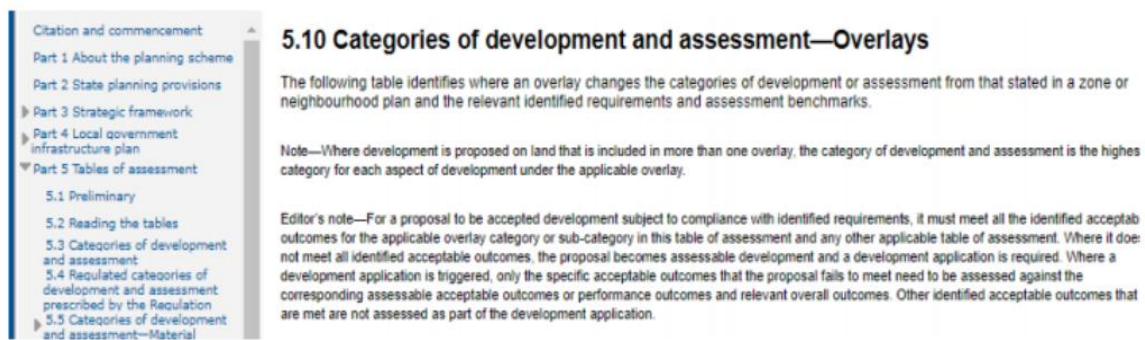 Citation and commencement
Part 1 About the planning scheme
Part 2 State planning provisions
Part 3 Strategic framework
Part 4 Local government
infrastructure plan
Part 5 Tables of assessment
5.1 Preliminary
5.2 Reading the tables
5.3 Categories of development
and assessment
5.4 Regulated categories of
development and assessment
prescribed by the Regulation
5.5 Categories of development
and assessment—Material
5.10 Categories of development and assessment—Overlays
The following table identifies where an overlay changes the categories of development or assessment from that stated in a zone or
neighbourhood plan and the relevant identified requirements and assessment benchmarks.
Note—Where development is proposed on land that is included in more than one overlay, the category of development and assessment is the highes
category for each aspect of development under the applicable overlay.
Editor's note—For a proposal to be accepted development subject to compliance with identified requirements, it must meet all the identified acceptab
outcomes for the applicable overlay category or sub-category in this table of assessment and any other applicable table of assessment. Where it does
not meet all identified acceptable outcomes, the proposal becomes assessable development and a development application is required. Where a
development application is triggered, only the specific acceptable outcomes that the proposal fails to meet need to be assessed against the
corresponding assessable acceptable outcomes or performance outcomes and relevant overall outcomes. Other identified acceptable outcomes that
are met are not assessed as part of the development application.